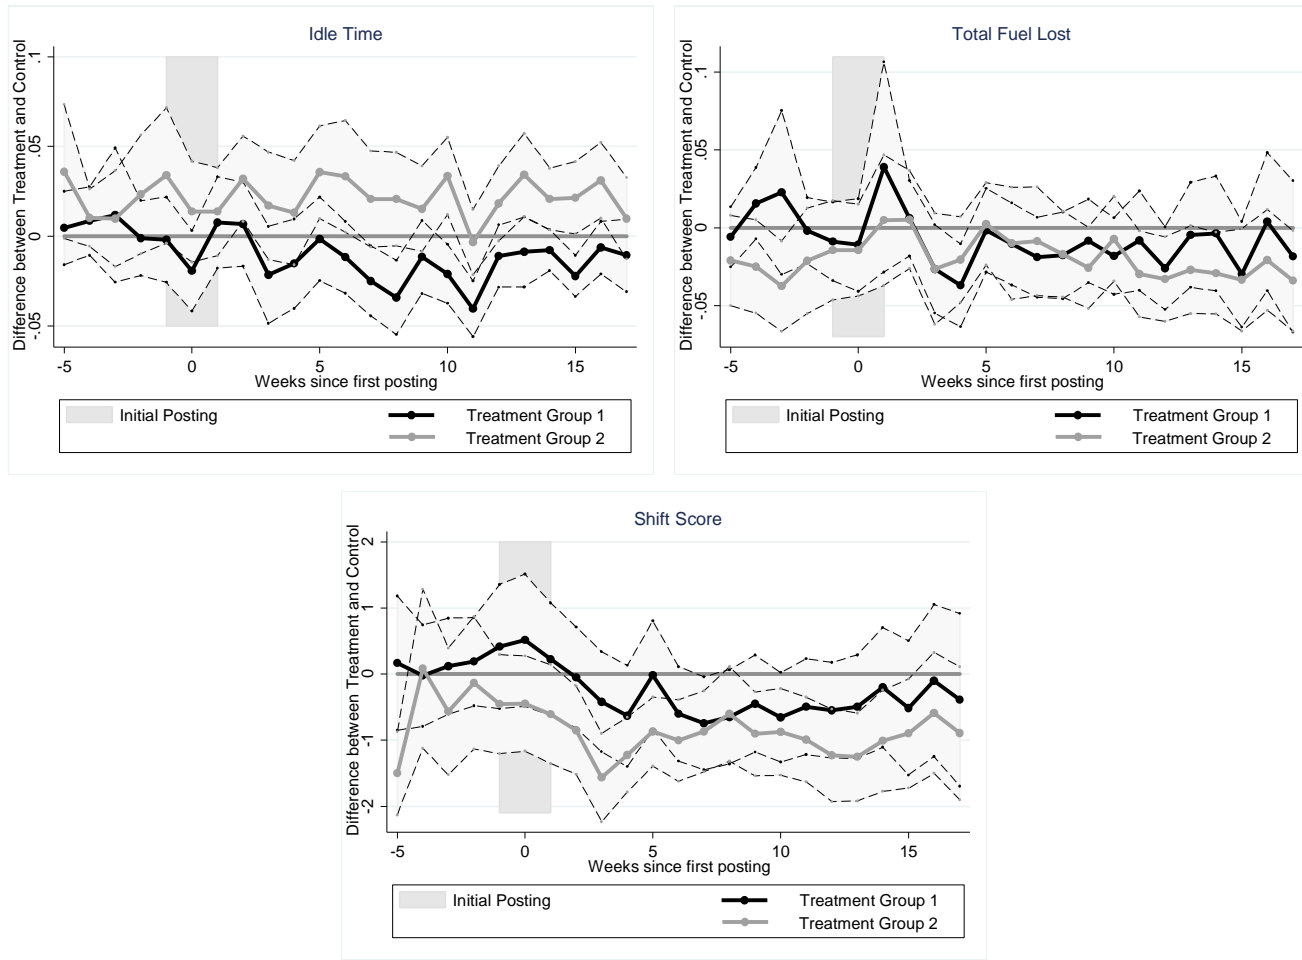 Idle Time
Difference between Treatment and Control
.1
.05
0
-.05
-5
0
5
10
15
Weeks since first posting
Initial Posting
Treatment Group 1
Treatment Group 2
Total Fuel Lost
Difference between Treatment and Control
.1
.05
0
-.05
-5
0
5
10
15
Weeks since first posting
Initial Posting
Treatment Group 1
Treatment Group 2
Shift Score
Difference between Treatment and Control
2
1
0
-1
-2
-5
0
5
10
15
Weeks since first posting
Initial Posting
Treatment Group 1
Treatment Group 2